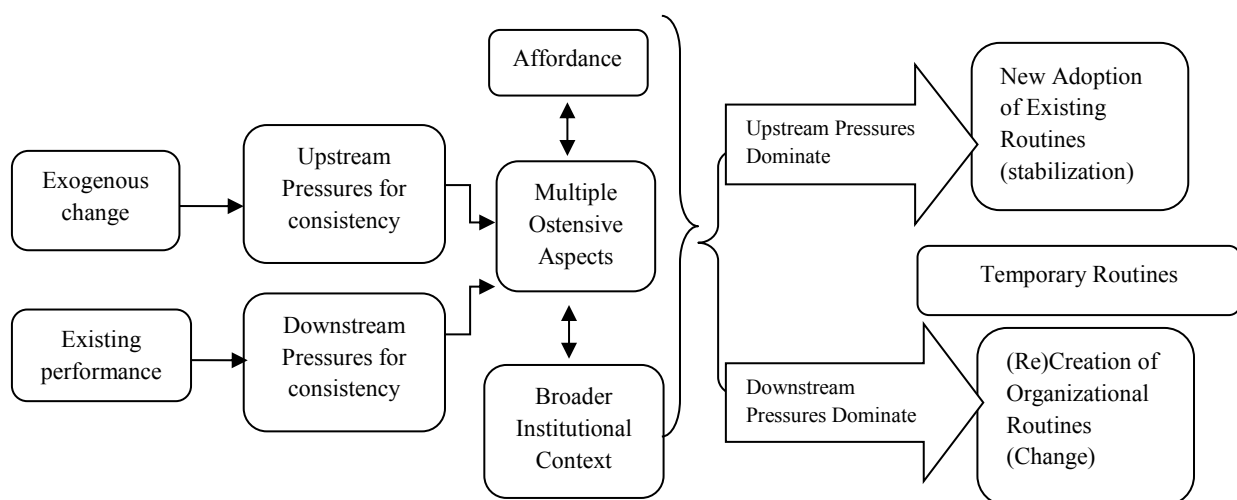 Exogenous
change
Existing
performance
Upstream
Pressures for
consistency
Downstream
Pressures for
consistency
Affordance
Multiple
Ostensive
Aspects
Broader
Institutional
Context
Upstream Pressures
Dominate
Downstream
Pressures Dominate
New Adoption
of Existing
Routines
(stabilization)
Temporary Routines
(Re)Creation of
Organizational
Routines
(Change)